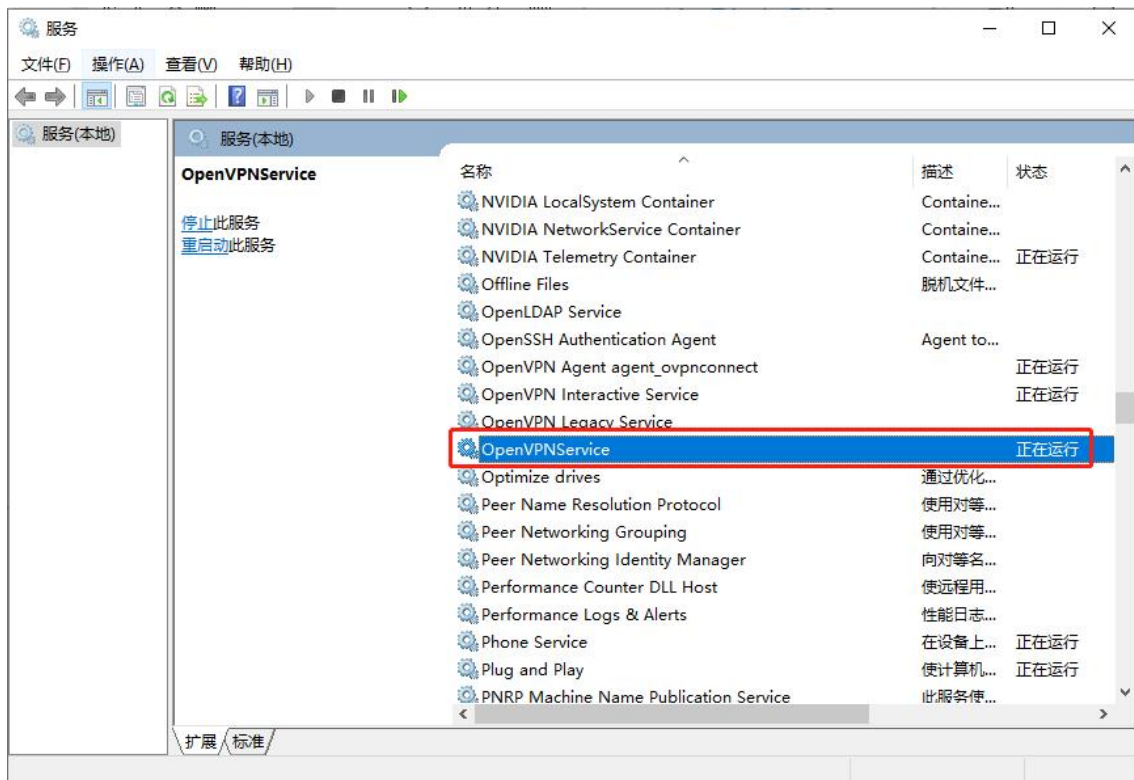 服务
文件(F) 操作(A) 查看(V) 帮助(H)
服务(本地)
服务(本地)
OpenVPNService
停止此服务
重启动此服务
名称 描述 状态
NVIDIA LocalSystem Container Containe...
NVIDIA NetworkService Container Containe...
NVIDIA Telemetry Container Containe... 正在运行
Offline Files 脱机文件...
OpenLDAP Service
OpenSSH Authentication Agent Agent to...
OpenVPN Agent agent_ovpnconnect 正在运行
OpenVPN Interactive Service 正在运行
OpenVPN Legacy Service
OpenVPNService 正在运行
Optimize drives 通过优化...
Peer Name Resolution Protocol 使用对等...
Peer Networking Grouping 使用对等...
Peer Networking Identity Manager 向对等名...
Performance Counter DLL Host 使远程用...
Performance Logs & Alerts 性能日志...
Phone Service 在设备上... 正在运行
Plug and Play 使计算机... 正在运行
PNRP Machine Name Publication Service 此服务使...
扩展 标准